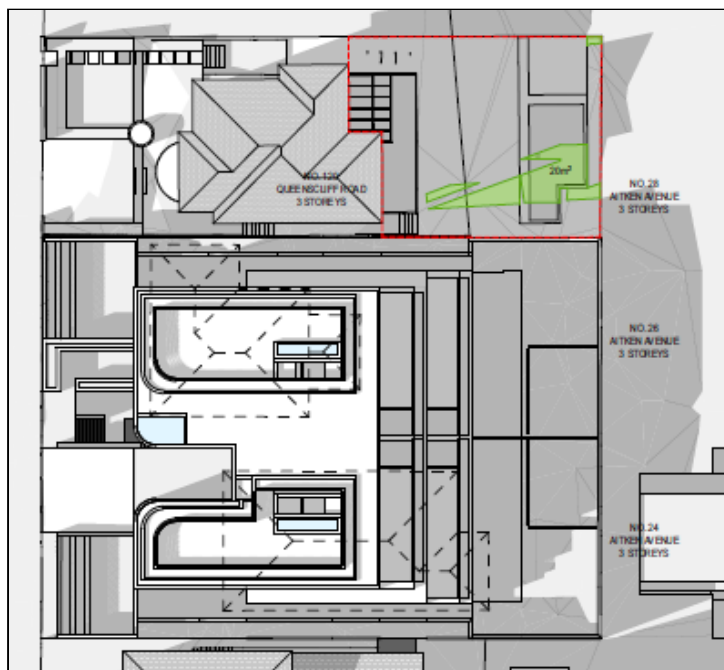 20m²
NO. 120
QUEENSCLIFF ROAD
3 STOREYS
NO. 28
AITKEN AVENUE
3 STOREYS
NO. 26
AITKEN AVENUE
3 STOREYS
NO. 24
AITKEN AVENUE
3 STOREYS